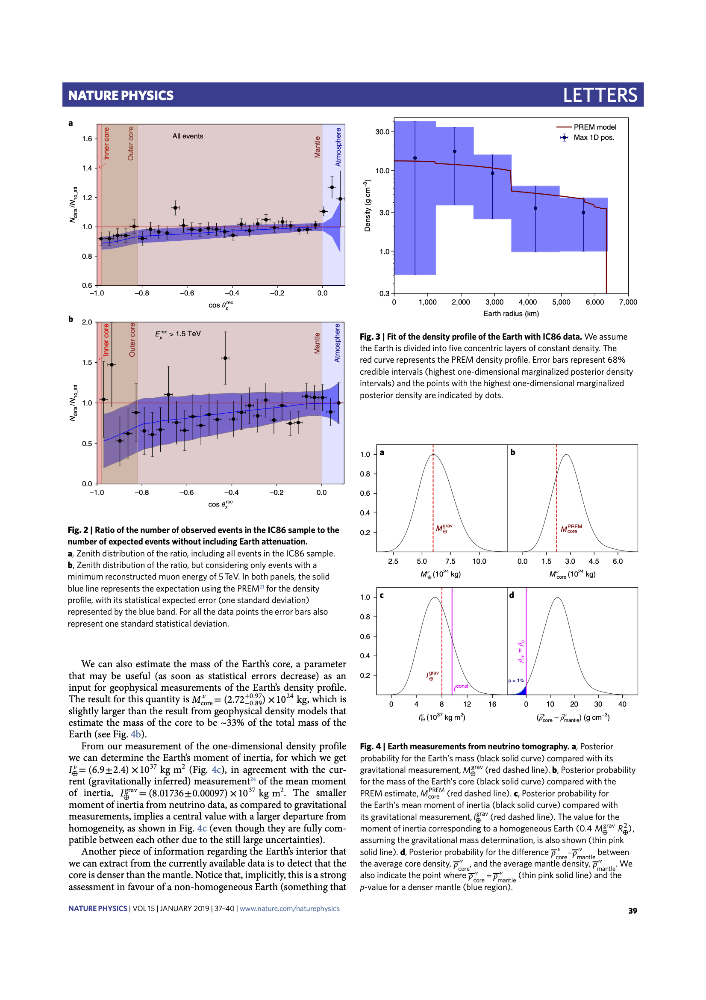 NATURE PHYSICS
LETTERS
a
1.6
1.4
1.2
1.0
0.8
0.6
N_data/N_no_att
Inner core
Outer core
All events
Mantle
Atmosphere
–1.0 –0.8 –0.6 –0.4 –0.2 0.0
cos θ_z^rec
b
2.0
1.5
1.0
0.5
0.0
N_data/N_no_att
Inner core
Outer core
E_μ^rec > 1.5 TeV
Mantle
Atmosphere
–1.0 –0.8 –0.6 –0.4 –0.2 0.0
cos θ_z^rec
Fig. 2 | Ratio of the number of observed events in the IC86 sample to the
number of expected events without including Earth attenuation.
a, Zenith distribution of the ratio, including all events in the IC86 sample.
b, Zenith distribution of the ratio, but considering only events with a
minimum reconstructed muon energy of 5 TeV. In both panels, the solid
blue line represents the expectation using the PREM²¹ for the density
profile, with its statistical expected error (one standard deviation)
represented by the blue band. For all the data points the error bars also
represent one standard statistical deviation.
We can also estimate the mass of the Earth’s core, a parameter
that may be useful (as soon as statistical errors decrease) as an
input for geophysical measurements of the Earth’s density profile.
The result for this quantity is M_core^ν = (2.72^{+0.97}_{−0.89}) × 10²⁴ kg, which is
slightly larger than the result from geophysical density models that
estimate the mass of the core to be ~33% of the total mass of the
Earth (see Fig. 4b).
From our measurement of the one-dimensional density profile
we can determine the Earth’s moment of inertia, for which we get
I_⊕^ν = (6.9 ± 2.4) × 10³⁷ kg m² (Fig. 4c), in agreement with the cur-
rent (gravitationally inferred) measurement²⁴ of the mean moment
of inertia, I_⊕^grav = (8.01736 ± 0.00097) × 10³⁷ kg m². The smaller
moment of inertia from neutrino data, as compared to gravitational
measurements, implies a central value with a larger departure from
homogeneity, as shown in Fig. 4c (even though they are fully com-
patible between each other due to the still large uncertainties).
Another piece of information regarding the Earth’s interior that
we can extract from the currently available data is to detect that the
core is denser than the mantle. Notice that, implicitly, this is a strong
assessment in favour of a non-homogeneous Earth (something that
30.0
10.0
3.0
1.0
0.3
Density (g cm⁻³)
PREM model
Max 1D pos.
0 1,000 2,000 3,000 4,000 5,000 6,000 7,000
Earth radius (km)
Fig. 3 | Fit of the density profile of the Earth with IC86 data. We assume
the Earth is divided into five concentric layers of constant density. The
red curve represents the PREM density profile. Error bars represent 68%
credible intervals (highest one-dimensional marginalized posterior density
intervals) and the points with the highest one-dimensional marginalized
posterior density are indicated by dots.
a
1.0
0.8
0.6
0.4
0.2
M_⊕^grav
2.5 5.0 7.5 10.0
M_⊕^ν (10²⁴ kg)
b
M_core^PREM
0.0 1.5 3.0 4.5 6.0
M_core^ν (10²⁴ kg)
c
1.0
0.8
0.6
0.4
0.2
I_⊕^grav
I^const
0 4 8 12 16
I_⊕^ν (10³⁷ kg m²)
d
ρ̄_m = ρ̄_c
p = 1%
0 10 20 30 40
(ρ̄_core^ν − ρ̄_mantle^ν) (g cm⁻³)
Fig. 4 | Earth measurements from neutrino tomography. a, Posterior
probability for the Earth’s mass (black solid curve) compared with its
gravitational measurement, M_⊕^grav (red dashed line). b, Posterior probability
for the mass of the Earth’s core (black solid curve) compared with the
PREM estimate, M_core^PREM (red dashed line). c, Posterior probability for
the Earth’s mean moment of inertia (black solid curve) compared with
its gravitational measurement, I_⊕^grav (red dashed line). The value for the
moment of inertia corresponding to a homogeneous Earth (0.4 M_⊕^grav R_⊕²),
assuming the gravitational mass determination, is also shown (thin pink
solid line). d, Posterior probability for the difference ρ̄_core^ν – ρ̄_mantle^ν between
the average core density, ρ̄_core^ν, and the average mantle density, ρ̄_mantle^ν. We
also indicate the point where ρ̄_core^ν = ρ̄_mantle^ν (thin pink solid line) and the
p-value for a denser mantle (blue region).
NATURE PHYSICS | VOL 15 | JANUARY 2019 | 37–40 | www.nature.com/naturephysics
39